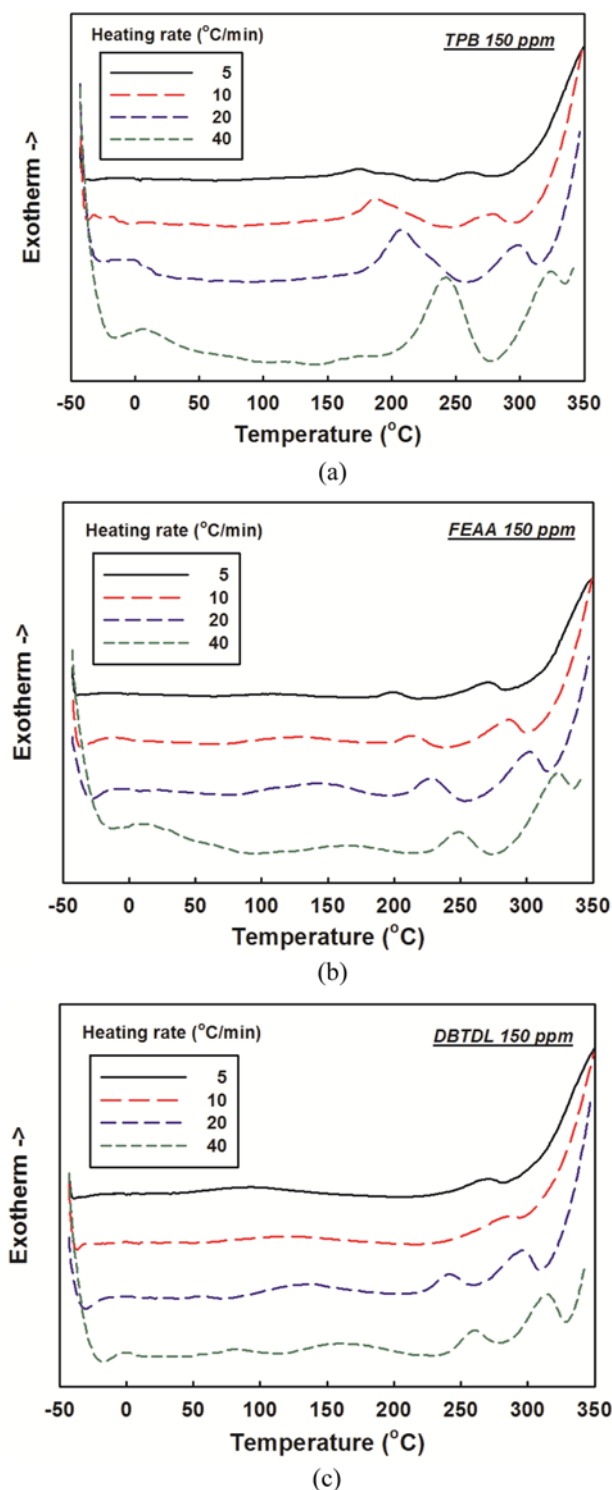 Heating rate (°C/min)
TPB 150 ppm
5
10
20
40
Exotherm ->
-50 0 50 100 150 200 250 300 350
Temperature (°C)
(a)
Heating rate (°C/min)
FEAA 150 ppm
5
10
20
40
Exotherm ->
-50 0 50 100 150 200 250 300 350
Temperature (°C)
(b)
Heating rate (°C/min)
DBTDL 150 ppm
5
10
20
40
Exotherm ->
-50 0 50 100 150 200 250 300 350
Temperature (°C)
(c)